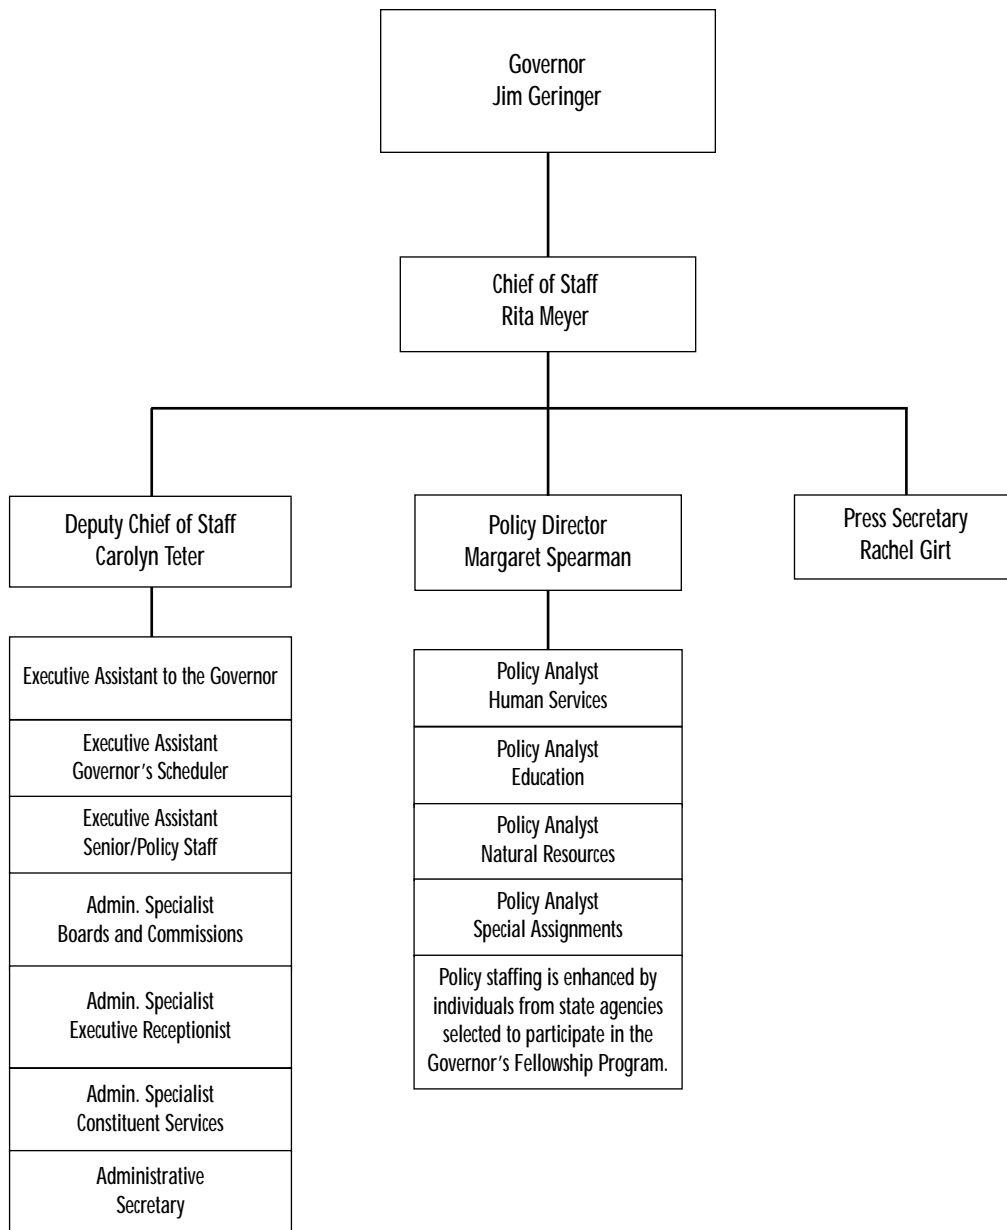 Governor
Jim Geringer
Chief of Staff
Rita Meyer
Deputy Chief of Staff
Carolyn Teter
Policy Director
Margaret Spearman
Press Secretary
Rachel Girt
Executive Assistant to the Governor
Executive Assistant
Governor's Scheduler
Executive Assistant
Senior/Policy Staff
Admin. Specialist
Boards and Commissions
Admin. Specialist
Executive Receptionist
Admin. Specialist
Constituent Services
Administrative
Secretary
Policy Analyst
Human Services
Policy Analyst
Education
Policy Analyst
Natural Resources
Policy Analyst
Special Assignments
Policy staffing is enhanced by
individuals from state agencies
selected to participate in the
Governor's Fellowship Program.